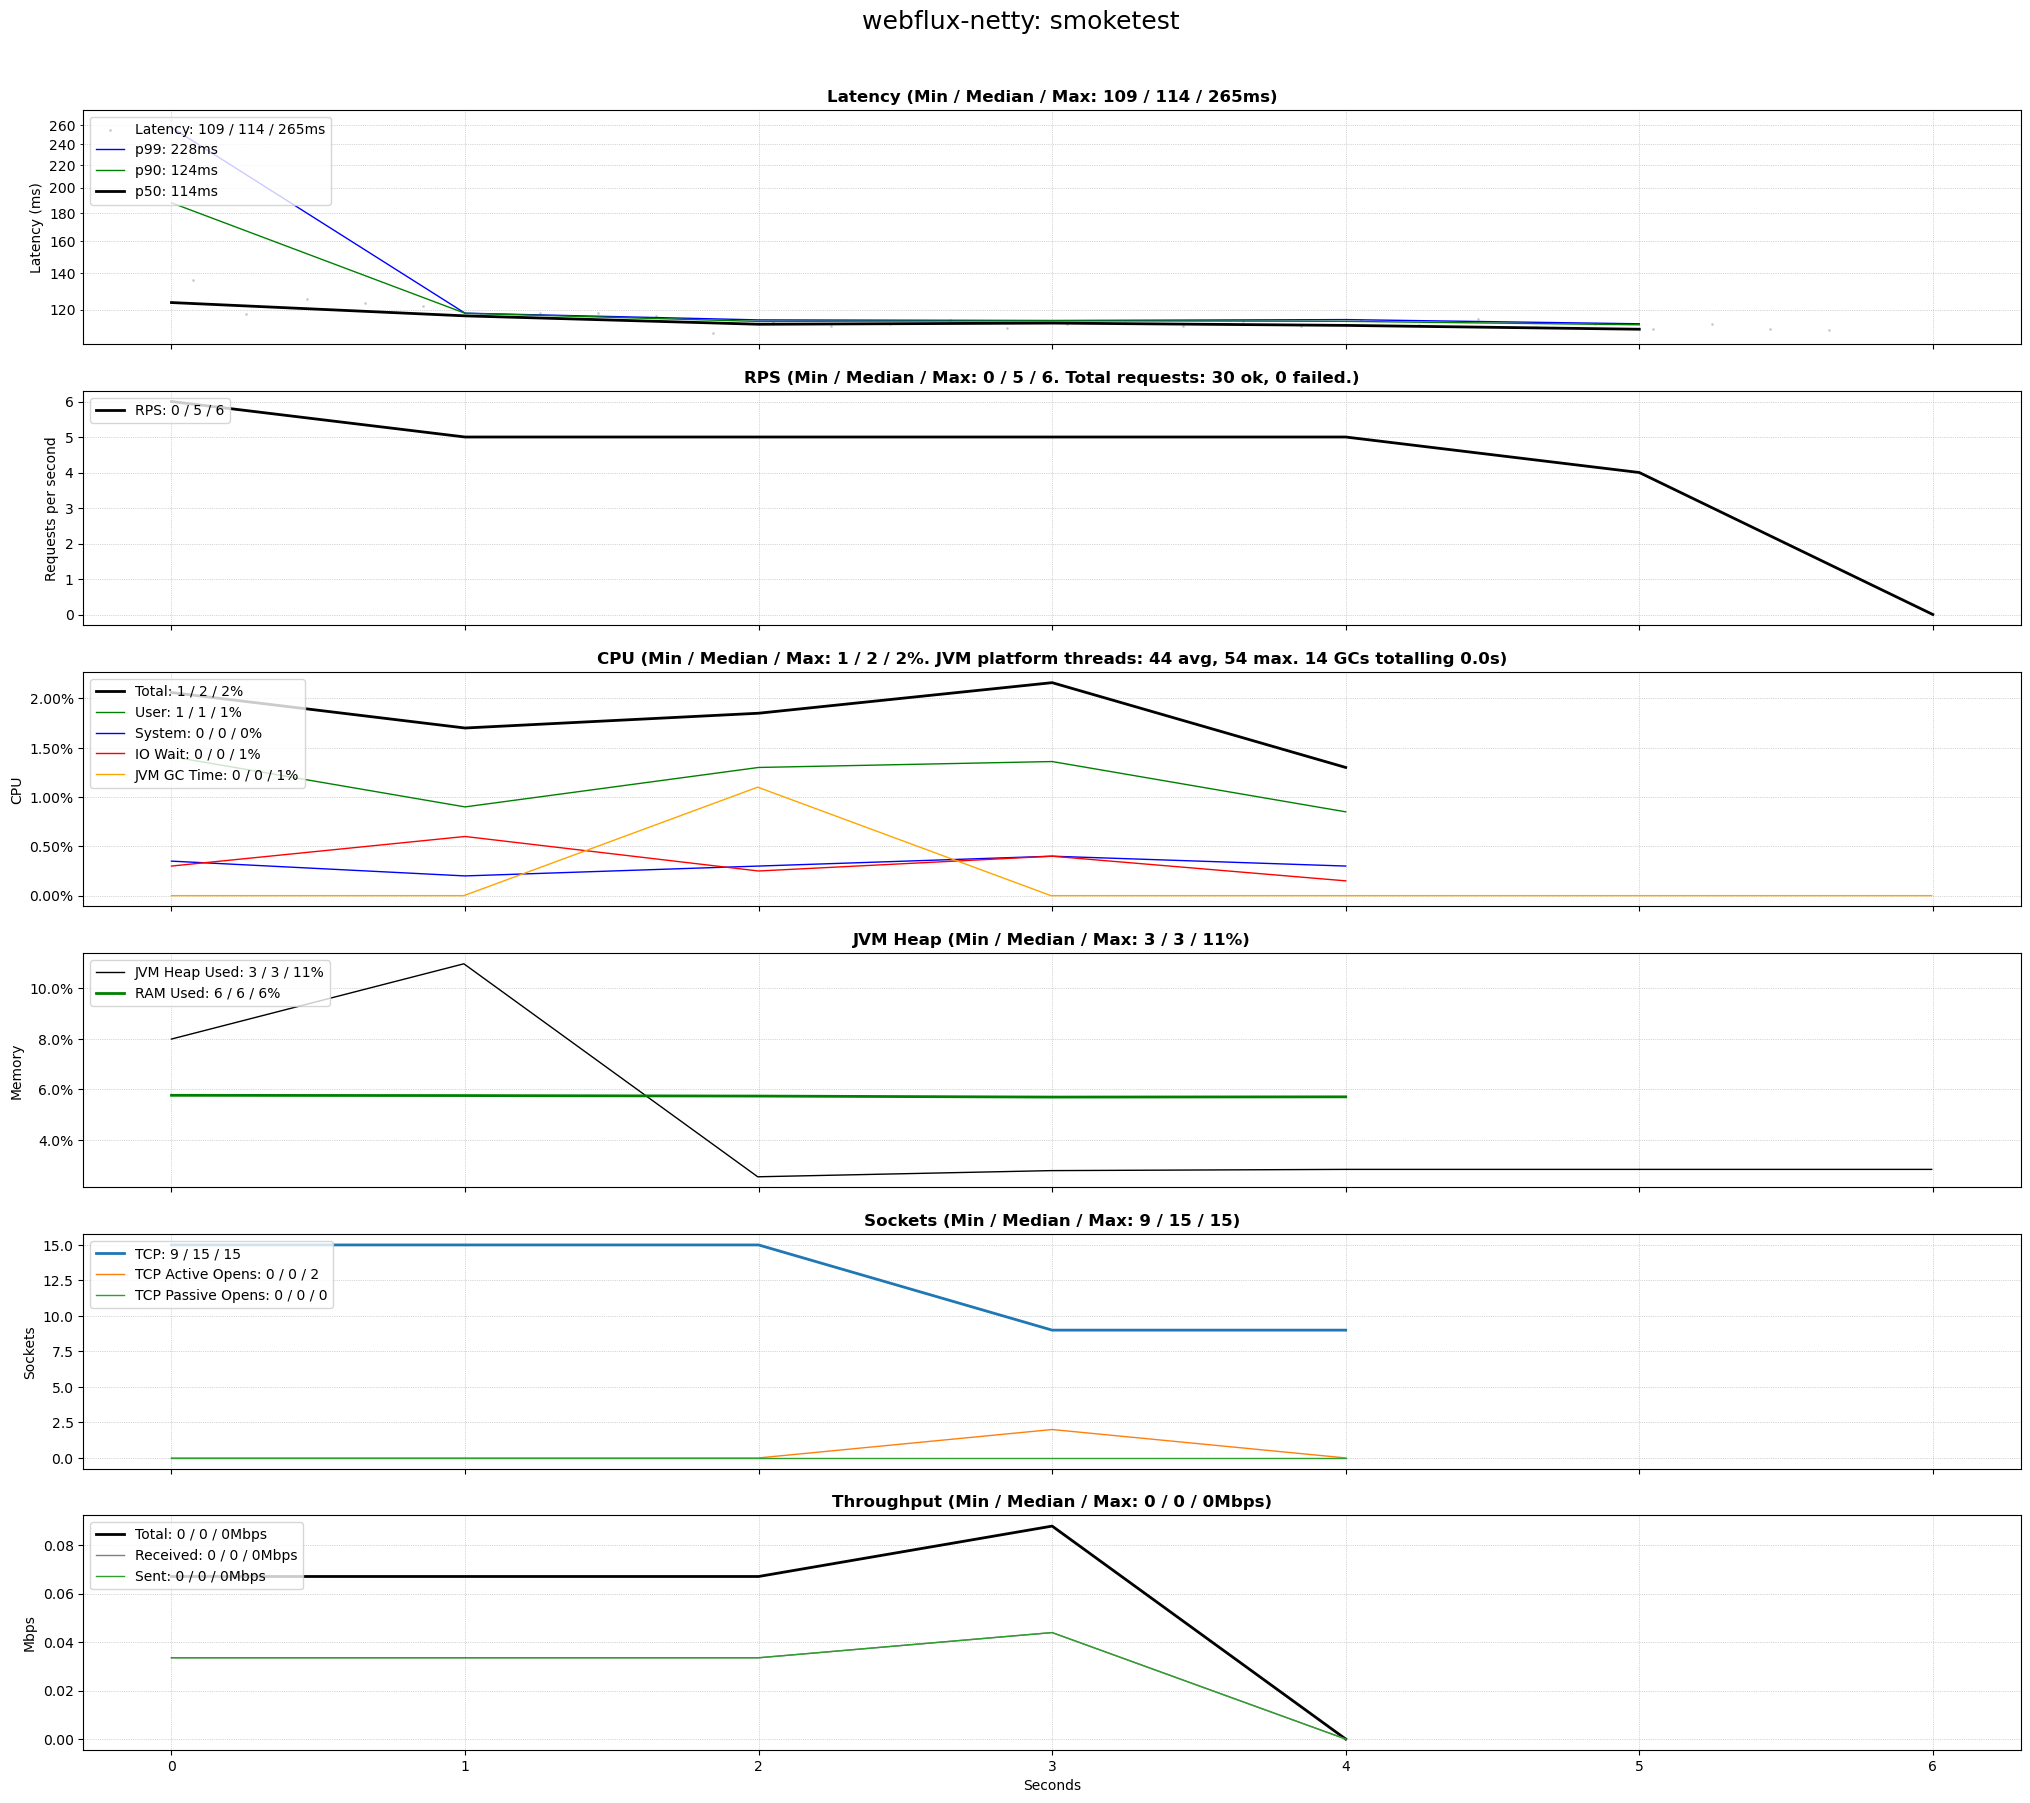 webflux-netty: smoketest
Latency (Min / Median / Max: 109 / 114 / 265ms)
Latency: 109 / 114 / 265ms
p99: 228ms
p90: 124ms
p50: 114ms
260
240
220
200
180
160
140
120
Latency (ms)
RPS (Min / Median / Max: 0 / 5 / 6. Total requests: 30 ok, 0 failed.)
RPS: 0 / 5 / 6
6
5
4
3
2
1
0
Requests per second
CPU (Min / Median / Max: 1 / 2 / 2%. JVM platform threads: 44 avg, 54 max. 14 GCs totalling 0.0s)
Total: 1 / 2 / 2%
User: 1 / 1 / 1%
System: 0 / 0 / 0%
IO Wait: 0 / 0 / 1%
JVM GC Time: 0 / 0 / 1%
2.00%
1.50%
1.00%
0.50%
0.00%
CPU
JVM Heap (Min / Median / Max: 3 / 3 / 11%)
JVM Heap Used: 3 / 3 / 11%
RAM Used: 6 / 6 / 6%
10.0%
8.0%
6.0%
4.0%
Memory
Sockets (Min / Median / Max: 9 / 15 / 15)
TCP: 9 / 15 / 15
TCP Active Opens: 0 / 0 / 2
TCP Passive Opens: 0 / 0 / 0
15.0
12.5
10.0
7.5
5.0
2.5
0.0
Sockets
Throughput (Min / Median / Max: 0 / 0 / 0Mbps)
Total: 0 / 0 / 0Mbps
Received: 0 / 0 / 0Mbps
Sent: 0 / 0 / 0Mbps
0.08
0.06
0.04
0.02
0.00
Mbps
0 1 2 3 4 5 6
Seconds